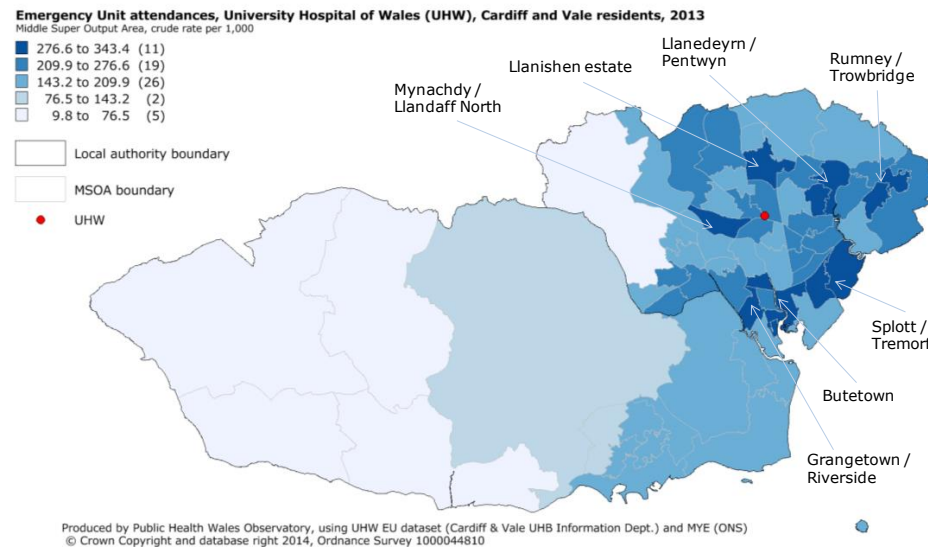 Emergency Unit attendances, University Hospital of Wales (UHW), Cardiff and Vale residents, 2013
Middle Super Output Area, crude rate per 1,000
276.6 to 343.4 (11)
209.9 to 276.6 (19)
143.2 to 209.9 (26)
76.5 to 143.2 (2)
9.8 to 76.5 (5)
Local authority boundary
MSOA boundary
UHW
Mynachdy /
Llandaff North
Llanishen estate
Llanedeyrn /
Pentwyn
Rumney /
Trowbridge
Splott /
Tremorf
Butetown
Grangetown /
Riverside
Produced by Public Health Wales Observatory, using UHW EU dataset (Cardiff & Vale UHB Information Dept.) and MYE (ONS)
© Crown Copyright and database right 2014, Ordnance Survey 1000044810